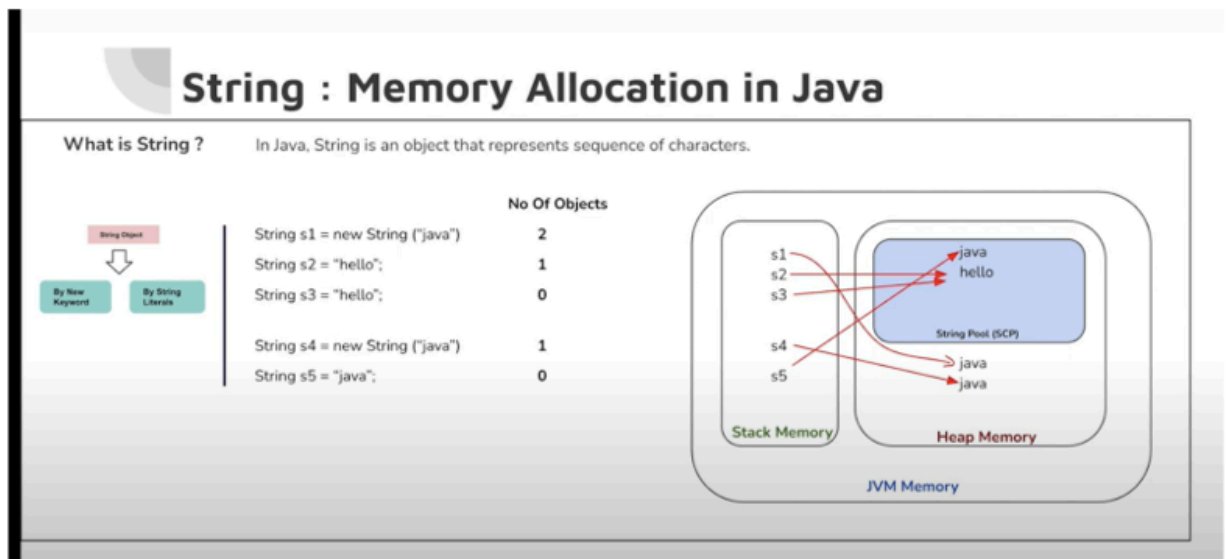 String : Memory Allocation in Java
What is String ?
In Java, String is an object that represents sequence of characters.
String Object
By New
Keyword
By String
Literals
No Of Objects
String s1 = new String ("java") 2
String s2 = "hello"; 1
String s3 = "hello"; 0
String s4 = new String ("java") 1
String s5 = "java"; 0
s1
s2
s3
s4
s5
Stack Memory
java
hello
String Pool (SCP)
java
java
Heap Memory
JVM Memory